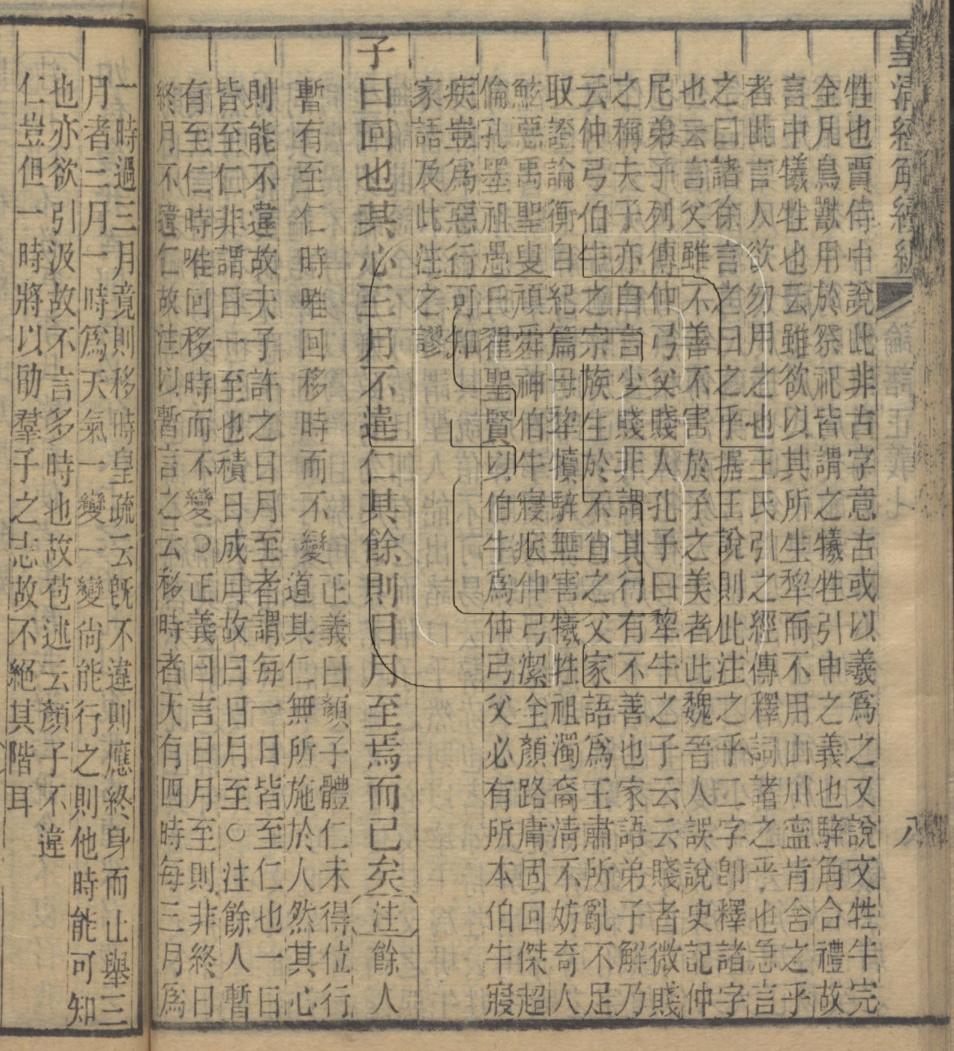 皇清經解續編
論語正義七
八
牲也賈侍中說此非古字意古或以義爲之又說文牲牛完
全凡鳥獸用於祭祀皆謂之犧牲引申之義也騂角合禮故
言中犧牲也云雖欲以其所生犂而不用山川寍肯舍之乎
者此言人欲勿用之也王氏引之經傳釋詞諸之乎也急言
之曰諸徐言之曰之乎据王說則此注之乎二字卽釋諸字
也云言父雖不善不害於子之美者此魏晉人誤說史記仲
尼弟子列傳仲弓父賤人孔子曰犂牛之子云云賤者微賤
之稱夫子亦自言少賤非謂其行有不善也家語弟子解乃
云仲弓伯牛之宗族生於不肖之父家語爲王肅所亂不足
取證論衡自紀篇母犂犢騂無害犧牲祖濁裔淸不妨奇人
鯀惡禹聖叟頑舜神伯牛寢疾仲弓潔全顏路庸固回傑超
倫孔墨祖愚丘翟聖賢以伯牛爲仲弓父必有所本伯牛寢
疾豈爲惡行可知
家語及此注之謬
子曰回也其心三月不違仁其餘則日月至焉而已矣注餘人
暫有至仁時唯回移時而不變 正義曰顏子體仁未得位行
道其仁無所施於人然其心
則能不違故夫子許之日月至者謂每一日皆至仁也一日
皆至仁非謂日一至也積日成月故曰日月至○注餘人暫
有至仁時唯回移時而不變○正義曰言日月至則非終日
終月不違仁故注以暫言之云移時者天有四時每三月爲
一時過三月竟則移時皇疏云旣不違則應終身而止舉三
月者三月一時爲天氣一變一變尙能行之則他時能可知
也亦欲引汲故不言多時也故苞述云顏子不違
仁豈但一時將以勗羣子之志故不絕其階耳